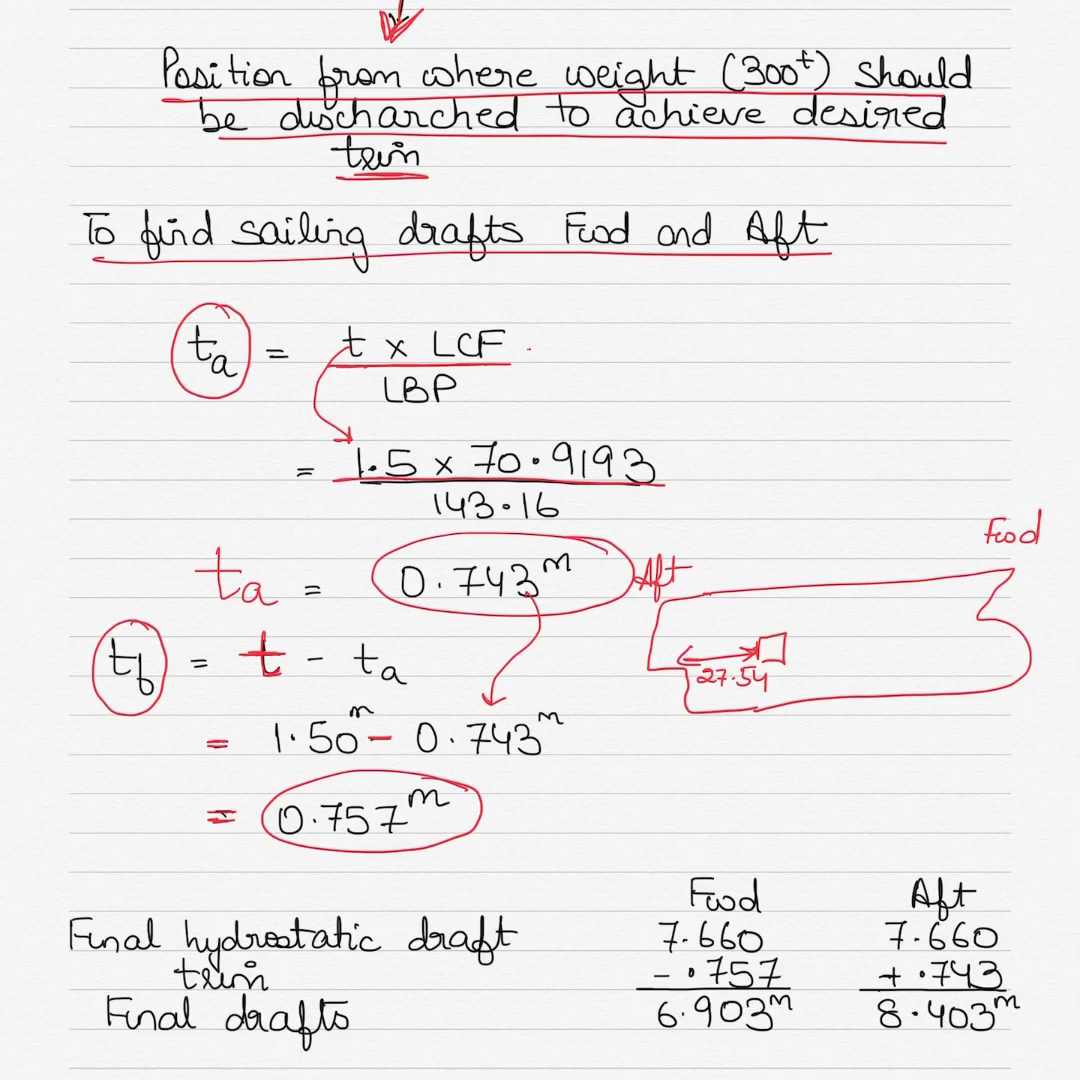 Position from where weight (300t) should
be discharched to achieve desired
trim
To find sailing drafts Fwd and Aft
ta = t x LCF
LBP
= 1.5 x 70.9193
143.16
Fwd
ta = 0.743m
Aft
tf = t - ta
27.54
= 1.50m - 0.743m
= 0.757m
Fwd Aft
Final hydrostatic draft 7.660 7.660
trim - .757 + .743
Final drafts 6.903m 8.403m